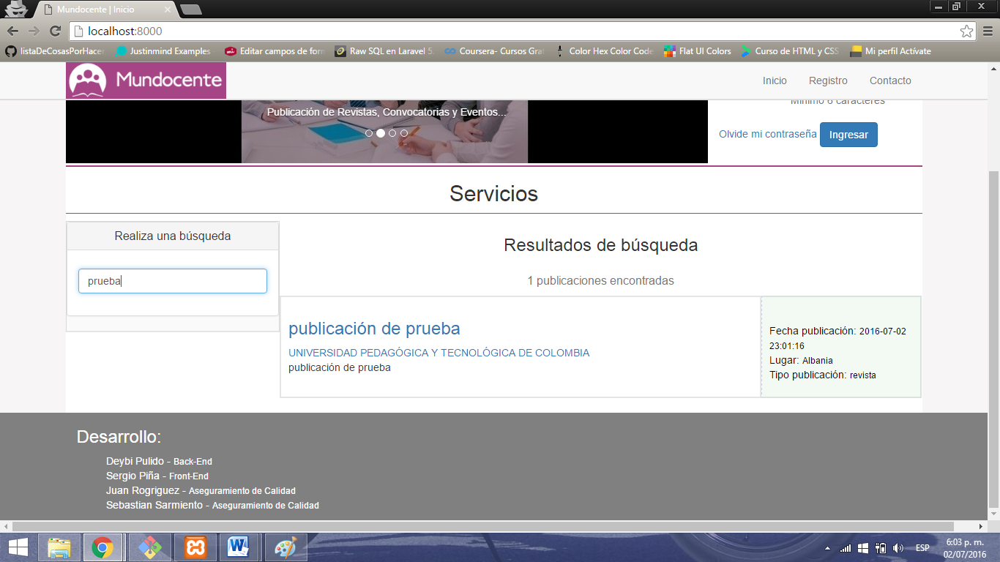 Mundocente | Inicio
localhost:8000
listaDeCosasPorHacer
Justinmind Examples
Editar campos de form
Raw SQL en Laravel 5.
Coursera- Cursos Grat
Color Hex Color Code
Flat UI Colors
Curso de HTML y CSS
Mi perfil Actívate
Mundocente
Inicio
Registro
Contacto
Publicación de Revistas, Convocatorias y Eventos...
Mínimo 6 caracteres
Olvide mi contraseña
Ingresar
Servicios
Realiza una búsqueda
prueba
Resultados de búsqueda
1 publicaciones encontradas
publicación de prueba
UNIVERSIDAD PEDAGÓGICA Y TECNOLÓGICA DE COLOMBIA
publicación de prueba
Fecha publicación: 2016-07-02
23:01:16
Lugar: Albania
Tipo publicación: revista
Desarrollo:
Deybi Pulido - Back-End
Sergio Piña - Front-End
Juan Rogriguez - Aseguramiento de Calidad
Sebastian Sarmiento - Aseguramiento de Calidad
ESP
6:03 p. m.
02/07/2016